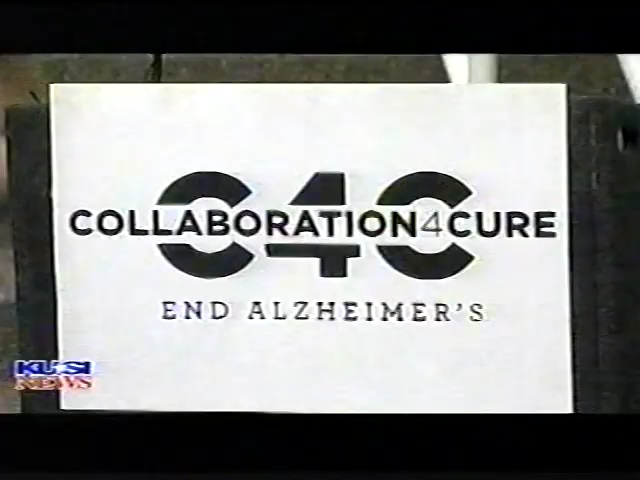 C4C
COLLABORATION4CURE
END ALZHEIMER'S
KUSI
NEWS